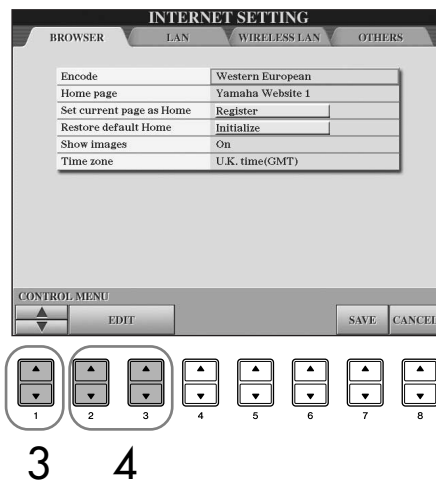 INTERNET SETTING
BROWSER LAN WIRELESS LAN OTHERS
Encode Western European
Home page Yamaha Website 1
Set current page as Home Register
Restore default Home Initialize
Show images On
Time zone U.K. time(GMT)
CONTROL MENU
EDIT SAVE CANCEL
1 2 3 4 5 6 7 8
3 4